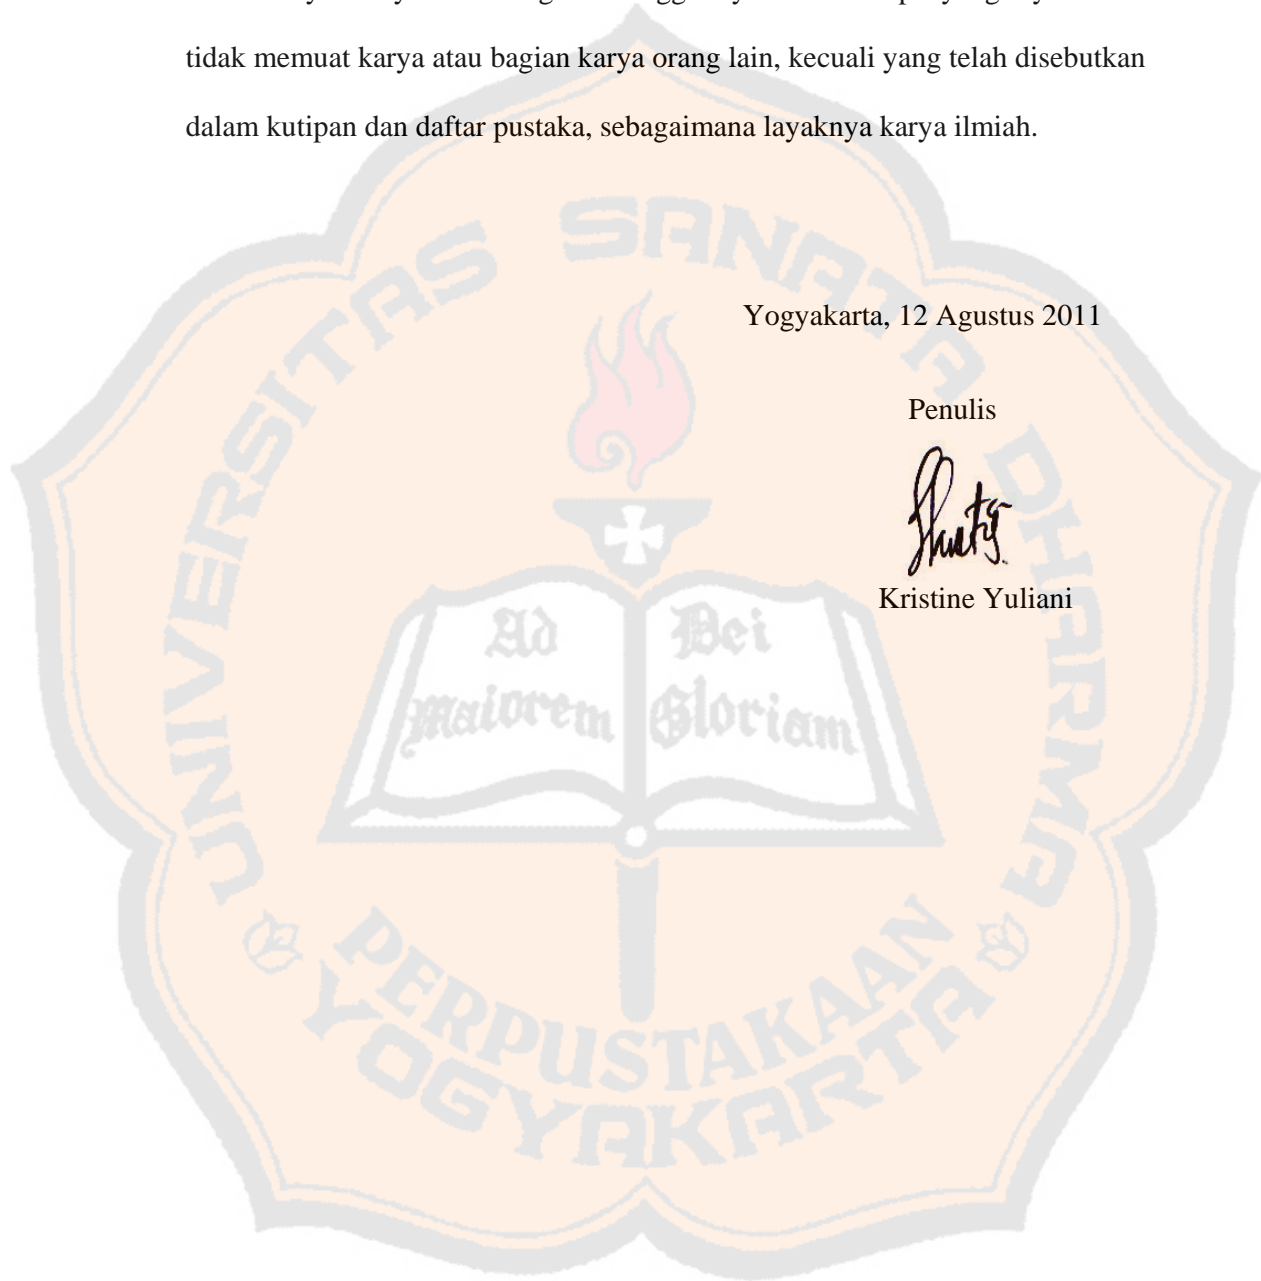 tidak memuat karya atau bagian karya orang lain, kecuali yang telah disebutkan
dalam kutipan dan daftar pustaka, sebagaimana layaknya karya ilmiah.
UNIVERSITAS SANATA DHARMA
Yogyakarta, 12 Agustus 2011
Penulis
Kristine Yuliani
Ad Dei
maiorem Gloriam
PERPUSTAKAAN
YOGYAKARTA